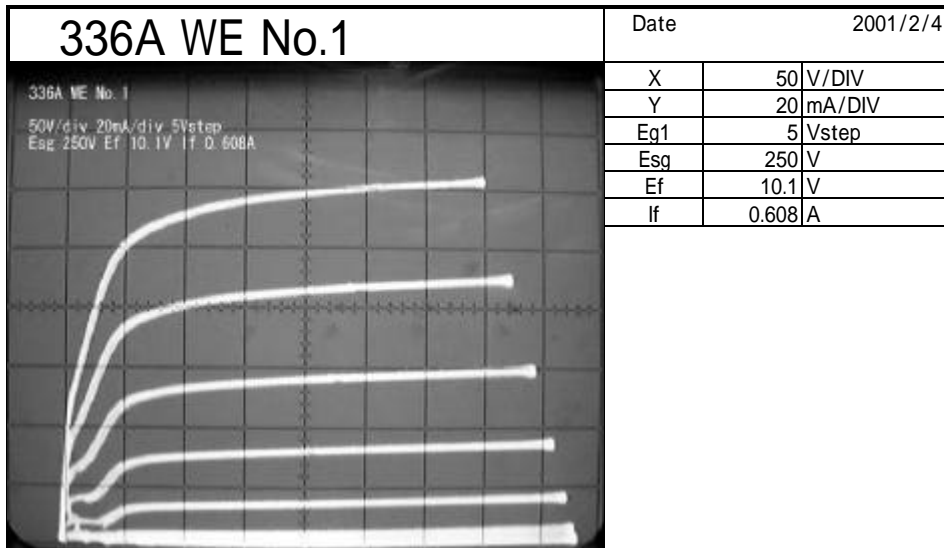 336A WE No.1
Date 2001/2/4
X 50 V/DIV
Y 20 mA/DIV
Eg1 5 Vstep
Esg 250 V
Ef 10.1 V
If 0.608 A
336A WE No. 1
50V/div 20mA/div 5Vstep
Esg 250V Ef 10.1V If 0.608A